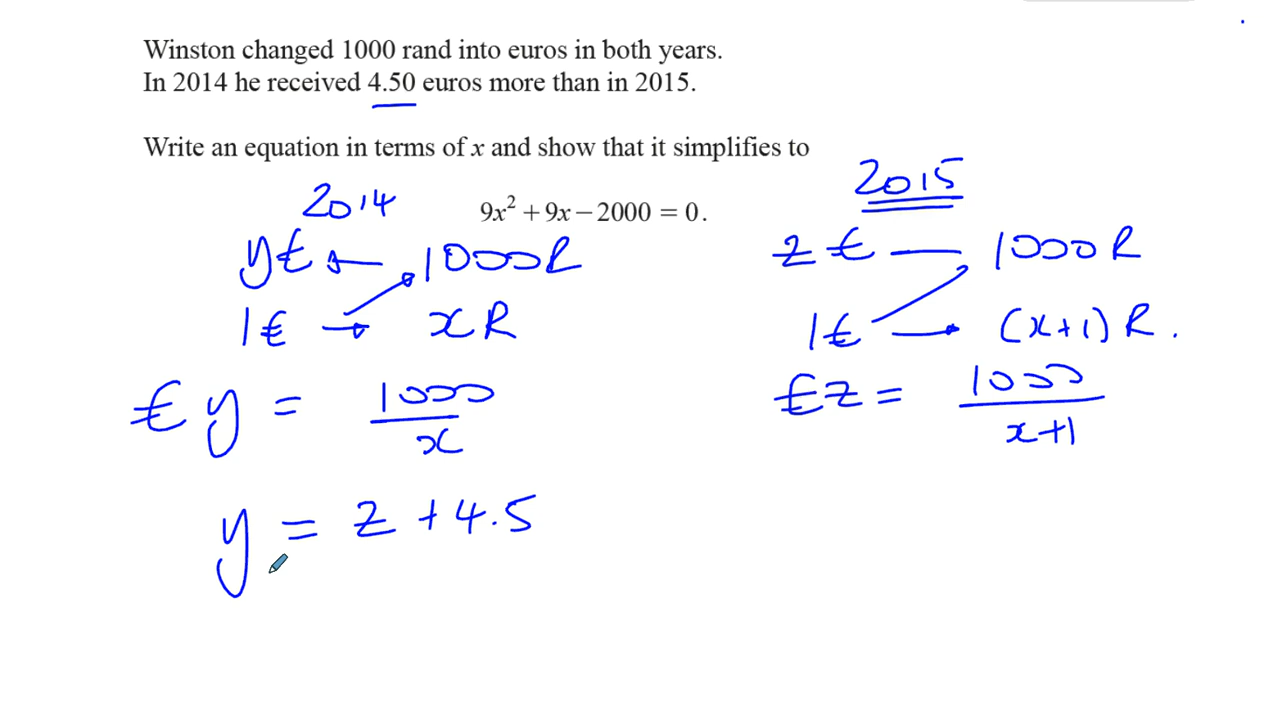 Winston changed 1000 rand into euros in both years.
In 2014 he received 4.50 euros more than in 2015.
Write an equation in terms of x and show that it simplifies to
9x² + 9x − 2000 = 0.
2014
y€ ← 1000R
1€ → xR
€ y = 1000/x
y = z + 4.5
2015
z € — 1000R
1€ → (x+1) R.
€z = 1000/x+1